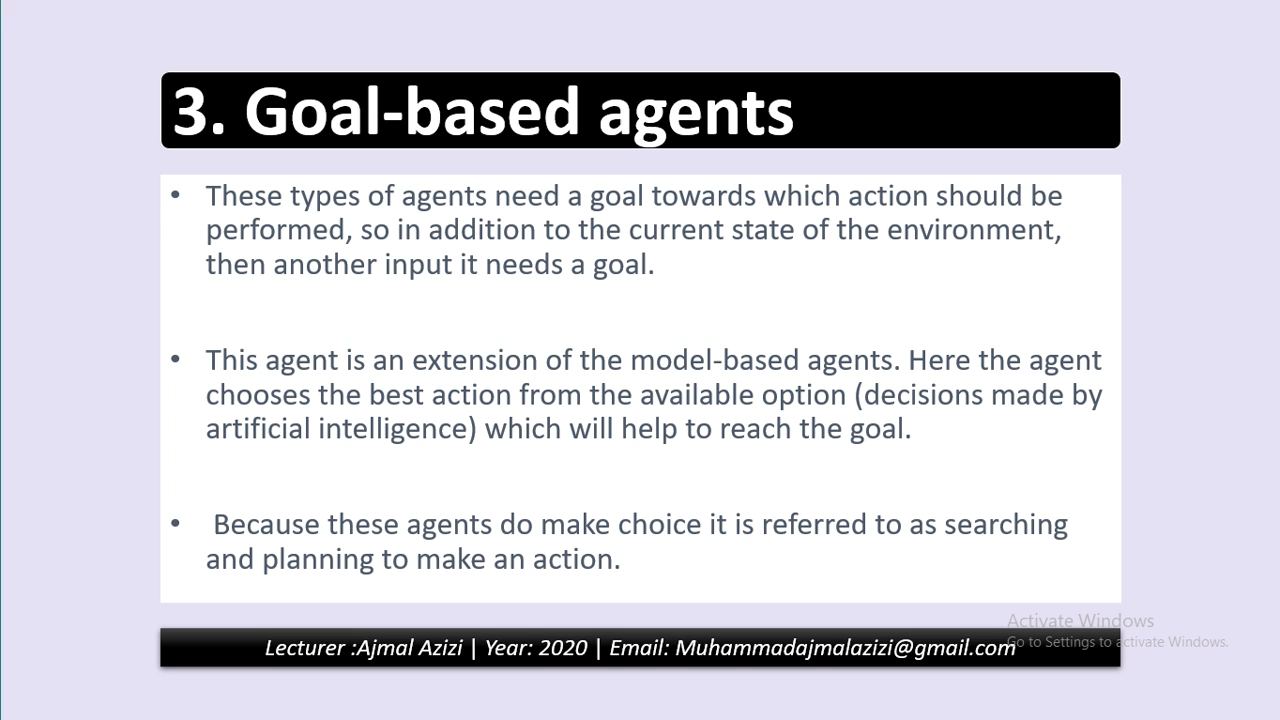 3. Goal-based agents
• These types of agents need a goal towards which action should be
performed, so in addition to the current state of the environment,
then another input it needs a goal.
• This agent is an extension of the model-based agents. Here the agent
chooses the best action from the available option (decisions made by
artificial intelligence) which will help to reach the goal.
• Because these agents do make choice it is referred to as searching
and planning to make an action.
Activate Windows
Go to Settings to activate Windows.
Lecturer :Ajmal Azizi | Year: 2020 | Email: Muhammadajmalazizi@gmail.com